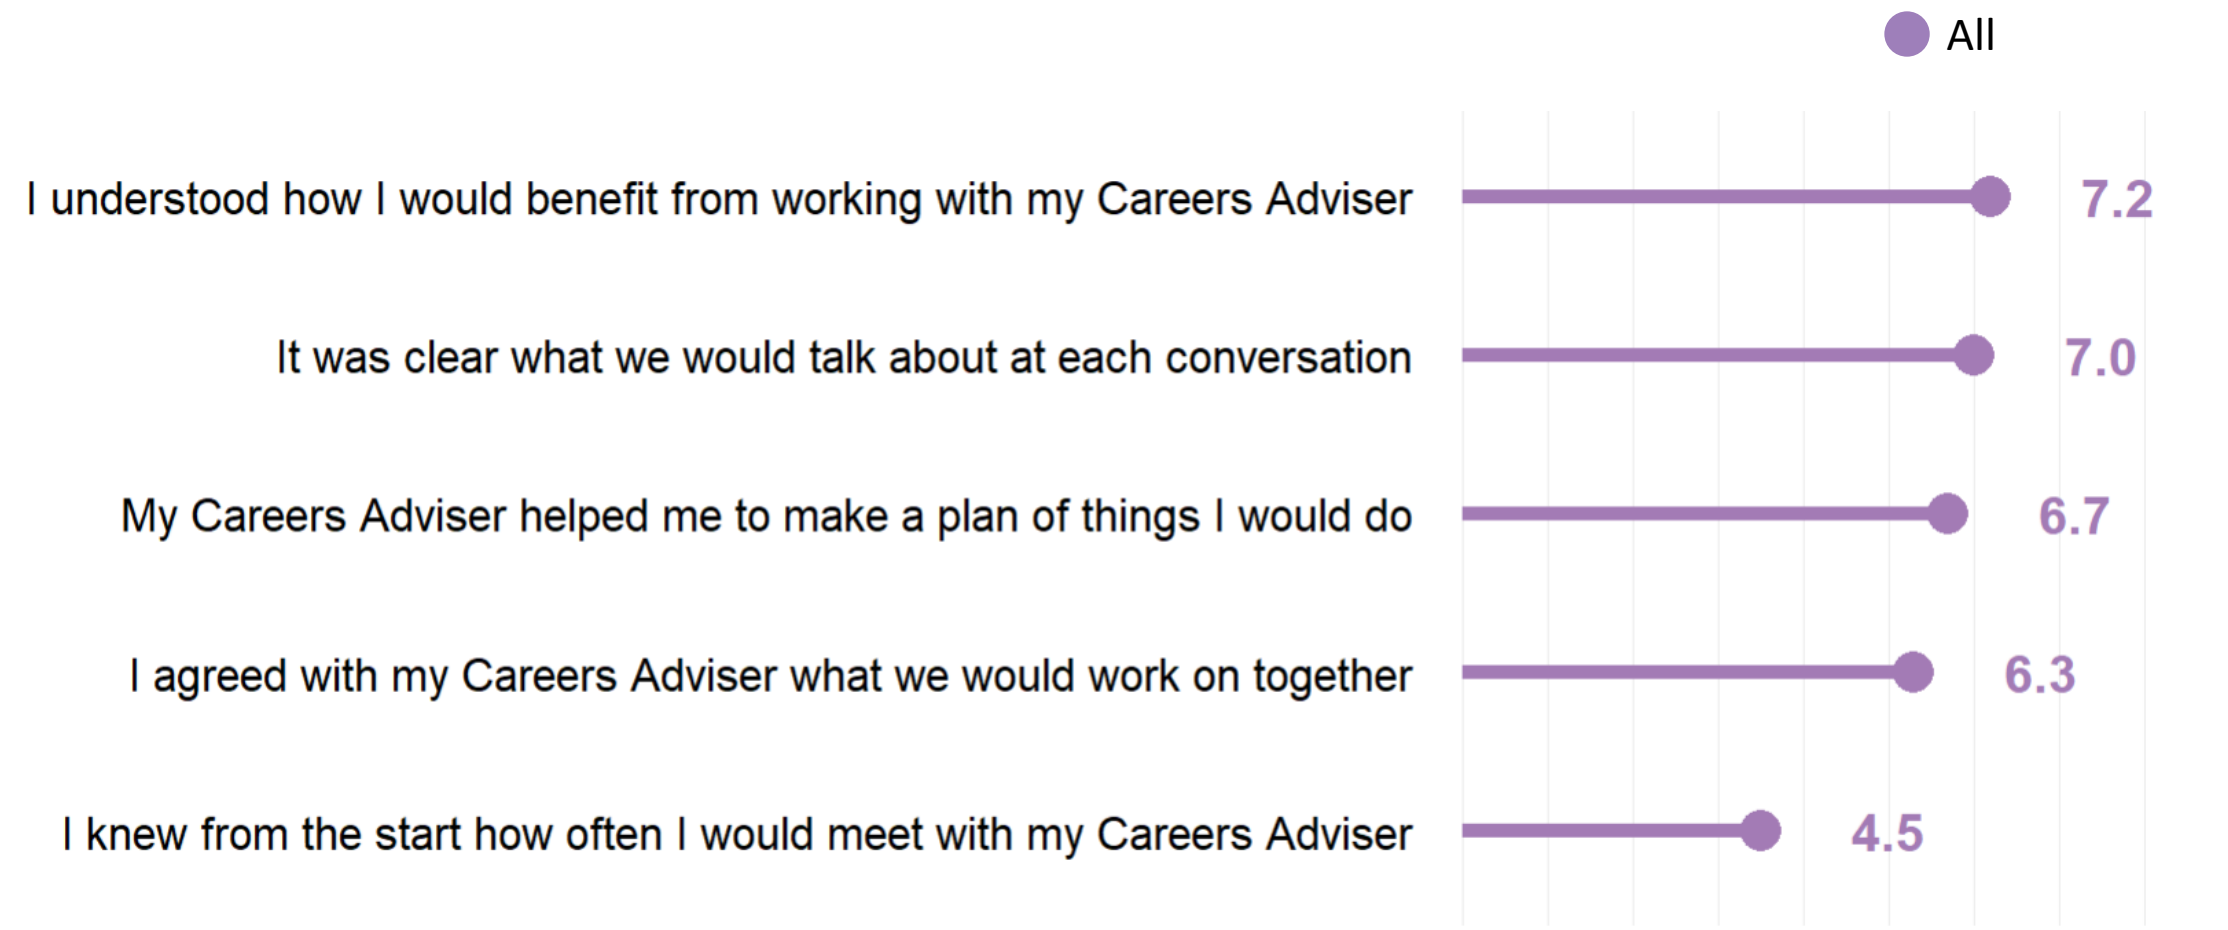 All
I understood how I would benefit from working with my Careers Adviser 7.2
It was clear what we would talk about at each conversation 7.0
My Careers Adviser helped me to make a plan of things I would do 6.7
I agreed with my Careers Adviser what we would work on together 6.3
I knew from the start how often I would meet with my Careers Adviser 4.5